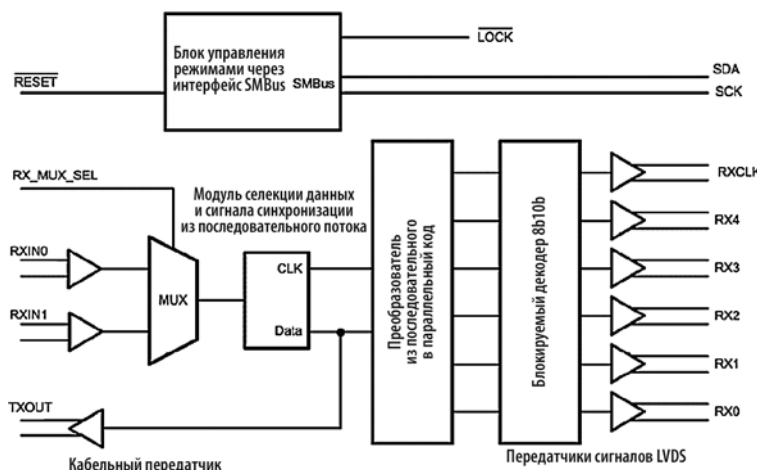 Блок управления
режимами через
интерфейс SMBus
SMBus
LOCK
RESET
SDA
SCK
RX_MUX_SEL
Модуль селекции данных
и сигнала синхронизации
из последовательного потока
RXIN0
RXIN1
MUX
CLK
Data
TXOUT
Кабельный передатчик
Преобразователь
из последовательного
в параллельный код
Блокируемый декодер 8b10b
RXCLK
RX4
RX3
RX2
RX1
RX0
Передатчики сигналов LVDS